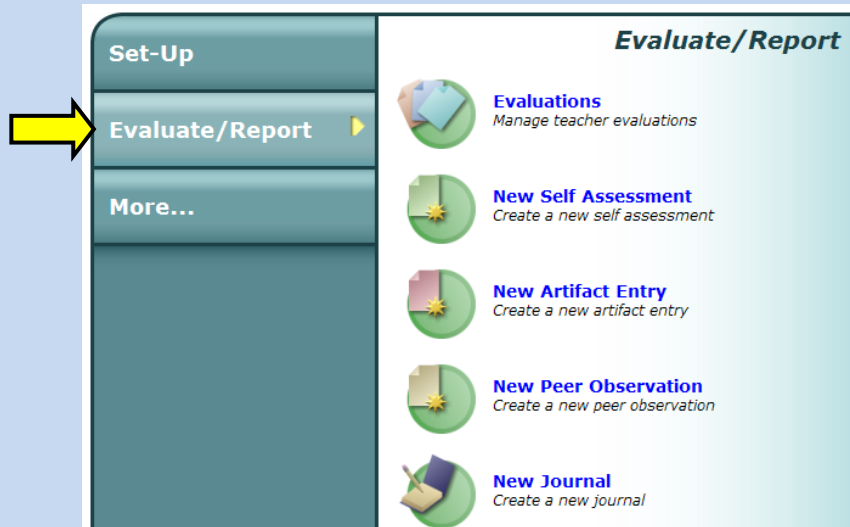 Set-Up
Evaluate/Report
More...
Evaluate/Report
Evaluations
Manage teacher evaluations
New Self Assessment
Create a new self assessment
New Artifact Entry
Create a new artifact entry
New Peer Observation
Create a new peer observation
New Journal
Create a new journal